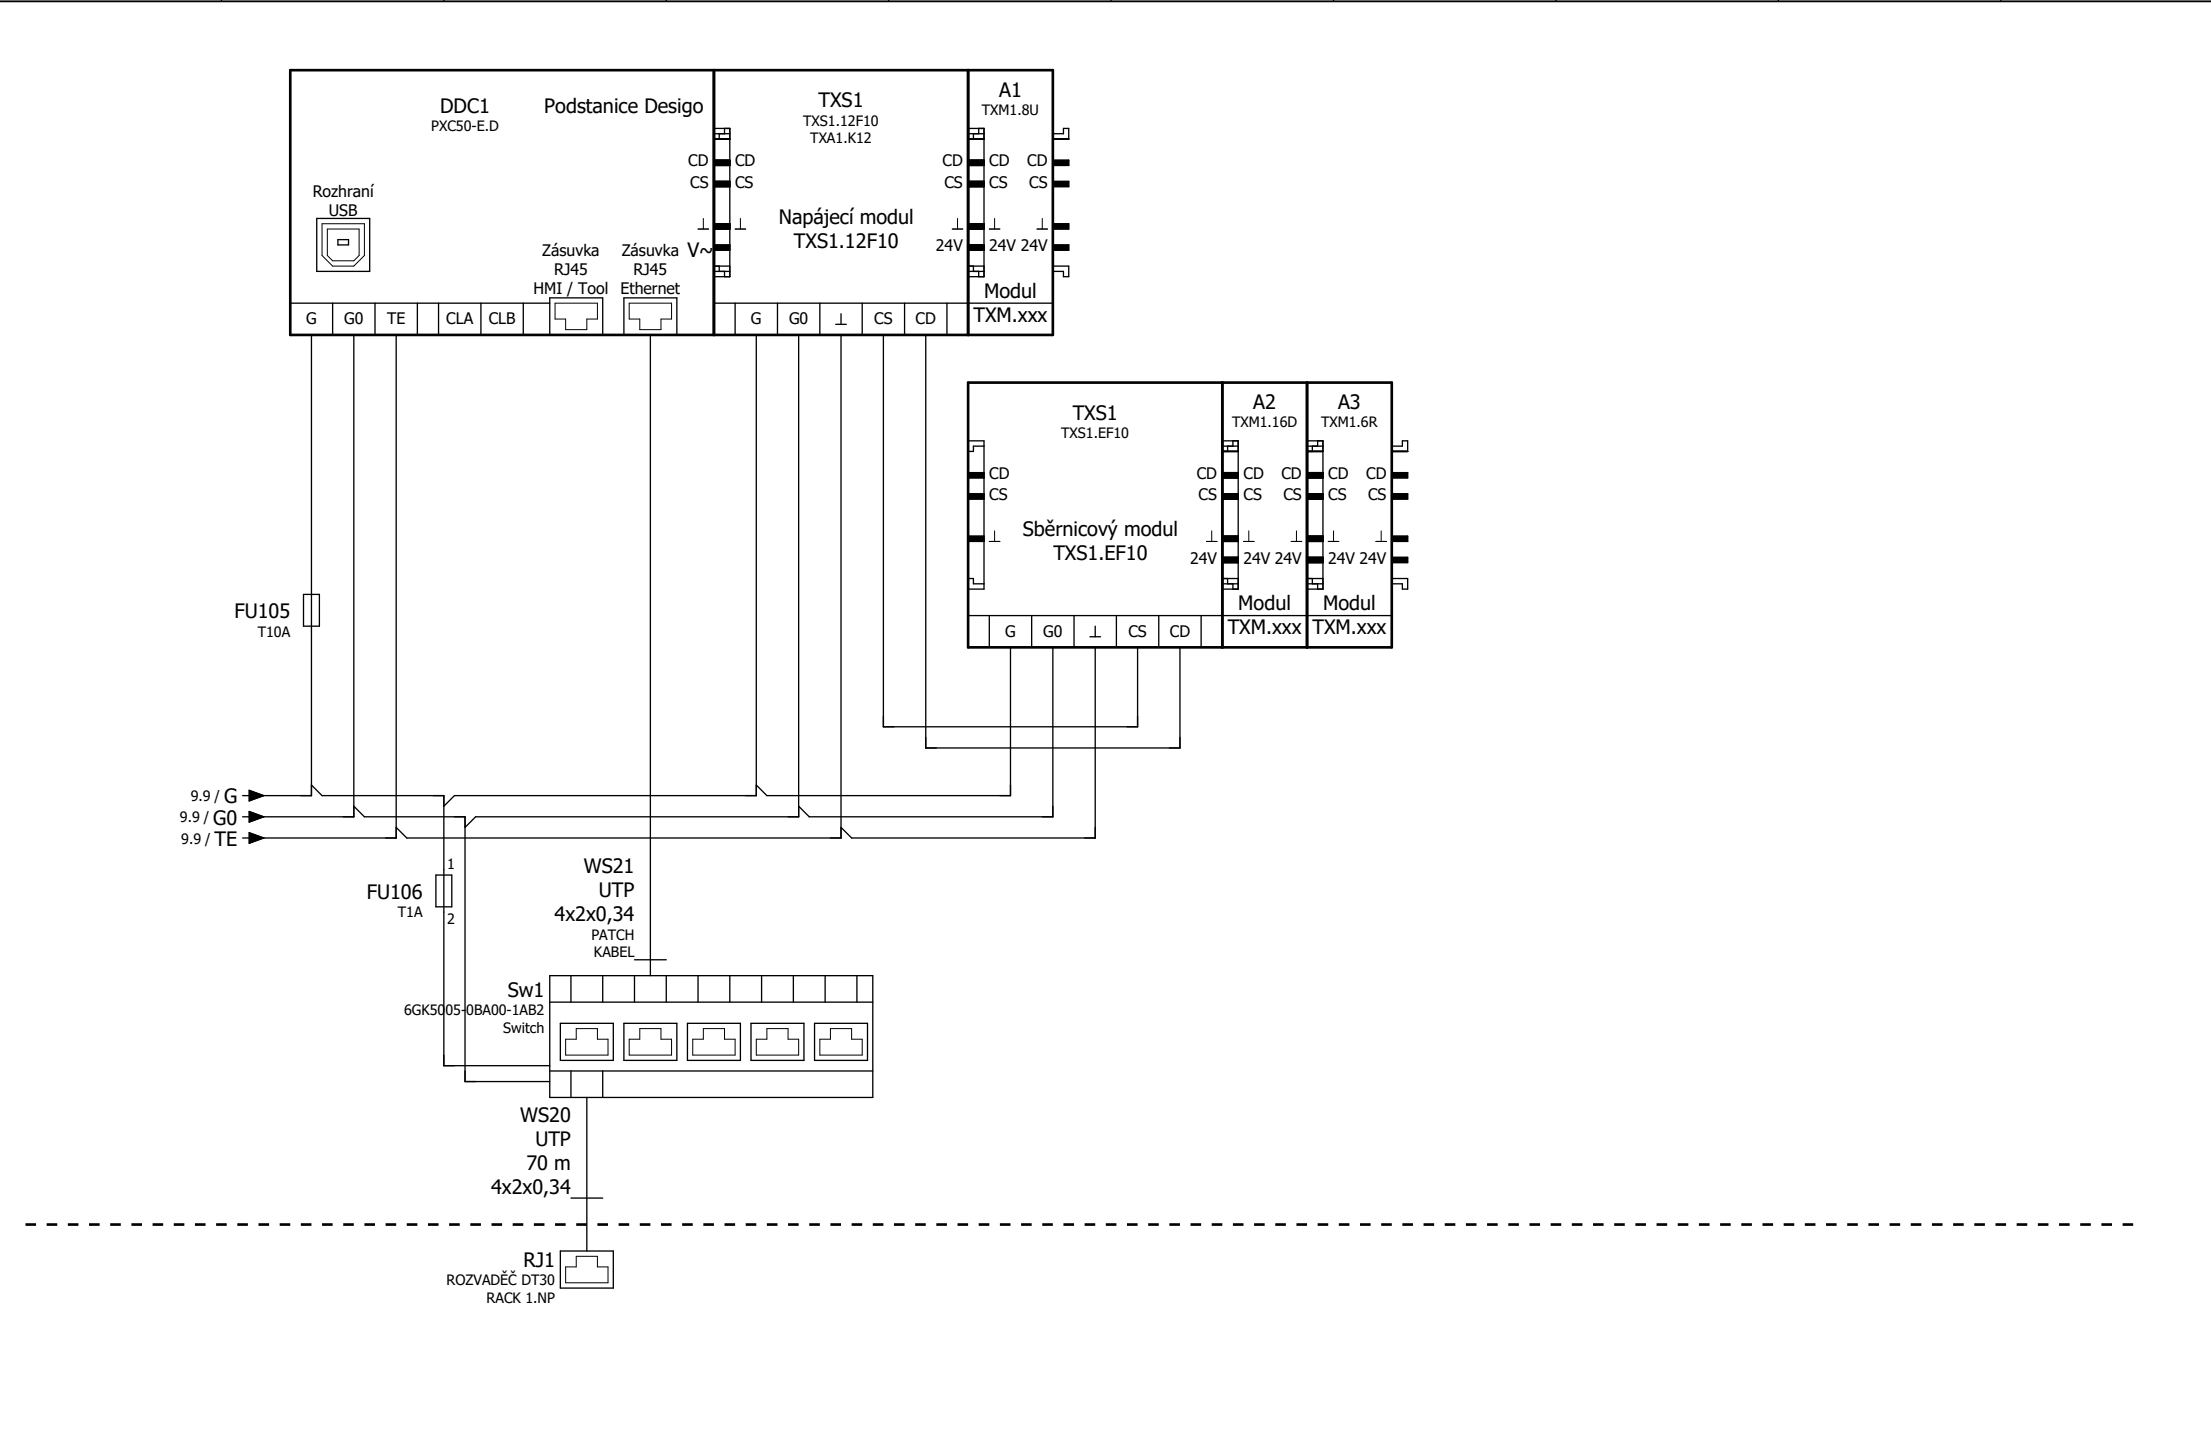 DDC1
PXC50-E.D
Podstanice Desigo
Rozhraní
USB
Zásuvka
RJ45
HMI / Tool
Zásuvka
RJ45
Ethernet
CD
CS
⊥
V~
G
G0
TE
CLA
CLB
TXS1
TXS1.12F10
TXA1.K12
CD
CS
⊥
Napájecí modul
TXS1.12F10
CD
CS
⊥
24V
G
G0
⊥
CS
CD
A1
TXM1.8U
CD CD
CS CS
⊥ ⊥
24V 24V
Modul
TXM.xxx
TXS1
TXS1.EF10
CD
CS
⊥
Sběrnicový modul
TXS1.EF10
CD
CS
⊥
24V
G
G0
⊥
CS
CD
A2
TXM1.16D
CD CD
CS CS
⊥ ⊥
24V 24V
Modul
TXM.xxx
A3
TXM1.6R
CD CD
CS CS
⊥ ⊥
24V 24V
Modul
TXM.xxx
FU105
T10A
9.9 / G
9.9 / G0
9.9 / TE
FU106
T1A
1
2
WS21
UTP
4x2x0,34
PATCH
KABEL
Sw1
6GK5005-0BA00-1AB2
Switch
WS20
UTP
70 m
4x2x0,34
RJ1
ROZVADĚČ DT30
RACK 1.NP